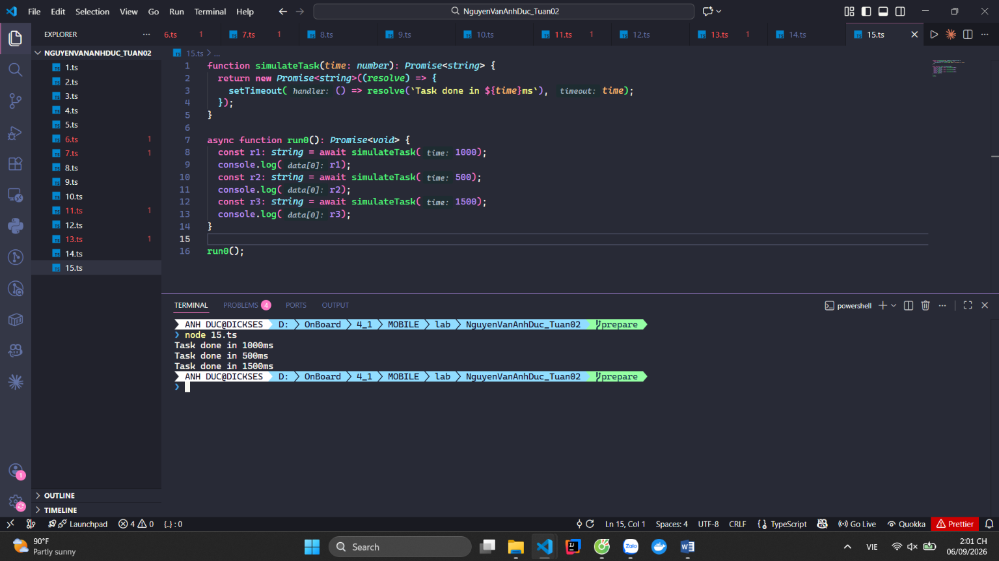 File Edit Selection View Go Run Terminal Help
NguyenVanAnhDuc_Tuan02
EXPLORER
6.ts 1 7.ts 1 8.ts 9.ts 10.ts 11.ts 1 12.ts 13.ts 1 14.ts 15.ts
NGUYENVANANHDUC_TUAN02
1.ts
2.ts
3.ts
4.ts
5.ts
6.ts 1
7.ts 1
8.ts
9.ts
10.ts
11.ts 1
12.ts
13.ts 1
14.ts
15.ts
OUTLINE
TIMELINE
15.ts > ...
1 function simulateTask(time: number): Promise<string> {
2 return new Promise<string>((resolve) => {
3 setTimeout( handler: () => resolve(`Task done in ${time}ms`), timeout: time);
4 });
5 }
6
7 async function run0(): Promise<void> {
8 const r1: string = await simulateTask( time: 1000);
9 console.log( data[0]: r1);
10 const r2: string = await simulateTask( time: 500);
11 console.log( data[0]: r2);
12 const r3: string = await simulateTask( time: 1500);
13 console.log( data[0]: r3);
14 }
15
16 run0();
TERMINAL PROBLEMS 4 PORTS OUTPUT
powershell
ANH DUC@DICKSES D: OnBoard 4_1 MOBILE lab NguyenVanAnhDuc_Tuan02 prepare
❯ node 15.ts
Task done in 1000ms
Task done in 500ms
Task done in 1500ms
ANH DUC@DICKSES D: OnBoard 4_1 MOBILE lab NguyenVanAnhDuc_Tuan02 prepare
❯
1
Launchpad 4 0 {..} : 0
Ln 15, Col 1 Spaces: 4 UTF-8 CRLF TypeScript Go Live Quokka Prettier
90°F
Partly sunny
Search
Zalo
VIE
2:01 CH
06/09/2026